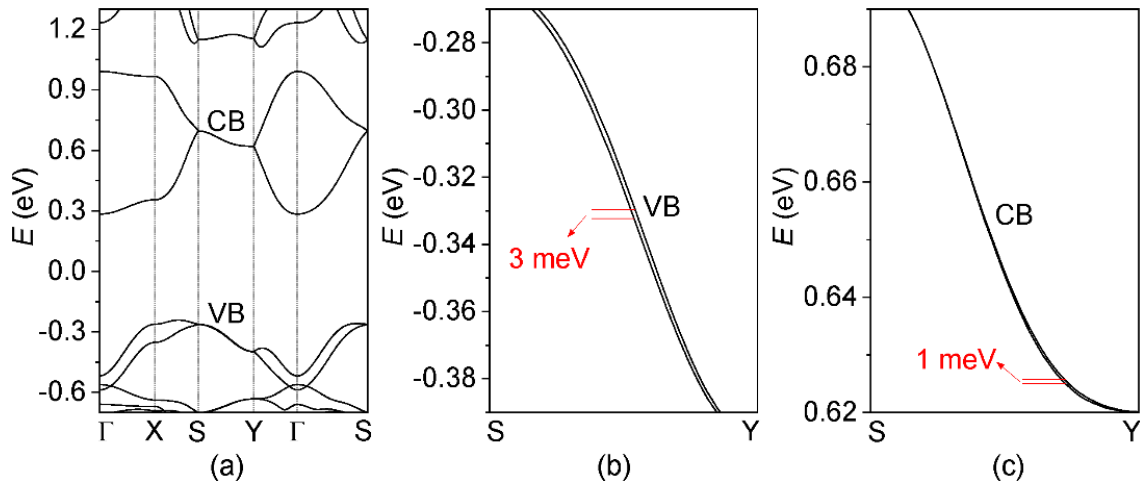 1.2
0.9
0.6
0.3
0.0
-0.3
-0.6
E (eV)
CB
VB
Γ X S Y Γ S
(a)
-0.28
-0.30
-0.32
-0.34
-0.36
-0.38
E (eV)
VB
3 meV
S Y
(b)
0.68
0.66
0.64
0.62
E (eV)
CB
1 meV
S Y
(c)